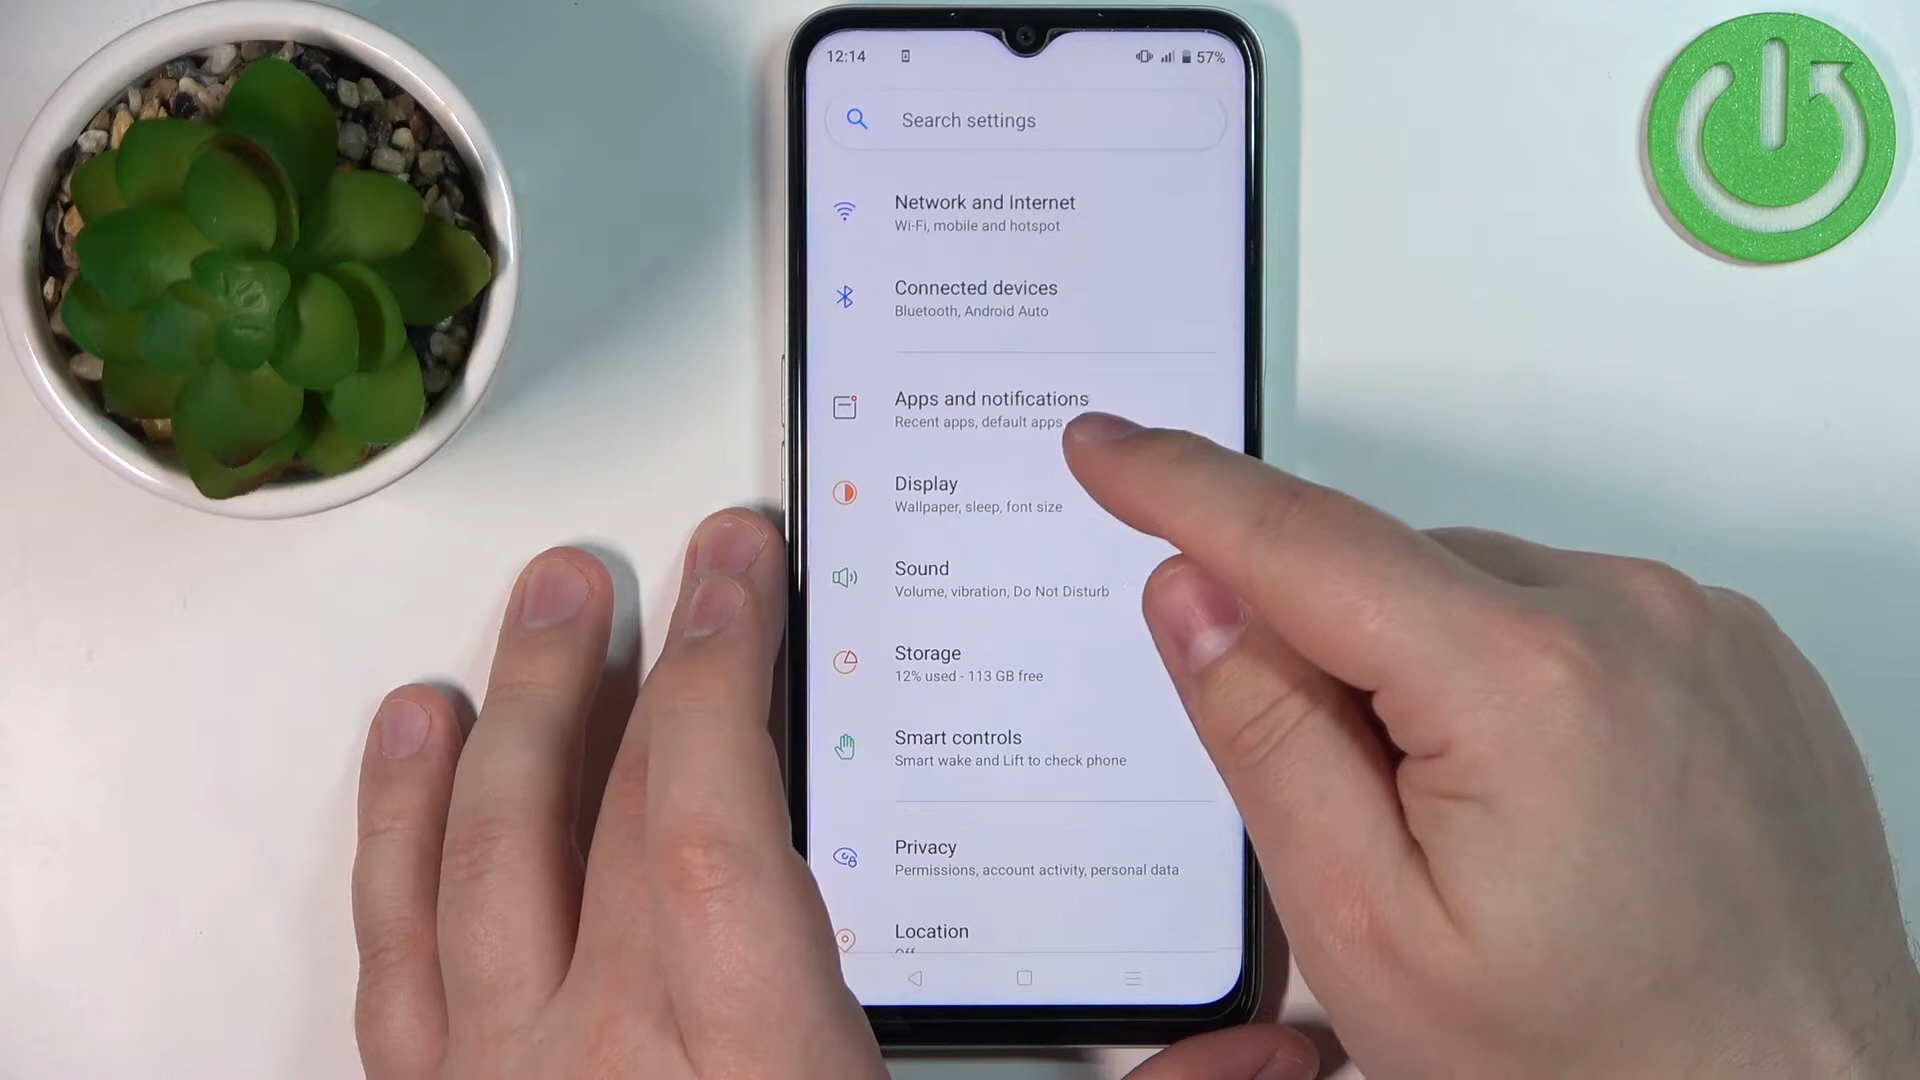 12:14
57%
Search settings
Network and Internet
Wi-Fi, mobile and hotspot
Connected devices
Bluetooth, Android Auto
Apps and notifications
Recent apps, default apps
Display
Wallpaper, sleep, font size
Sound
Volume, vibration, Do Not Disturb
Storage
12% used - 113 GB free
Smart controls
Smart wake and Lift to check phone
Privacy
Permissions, account activity, personal data
Location
Off